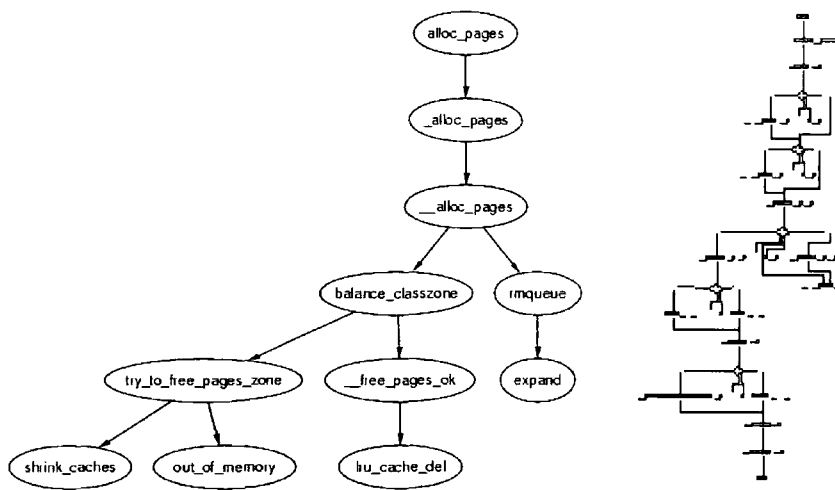 alloc_pages
_alloc_pages
__alloc_pages
balance_classzone rmqueue
try_to_free_pages_zone __free_pages_ok expand
shrink_caches out_of_memory lru_cache_del